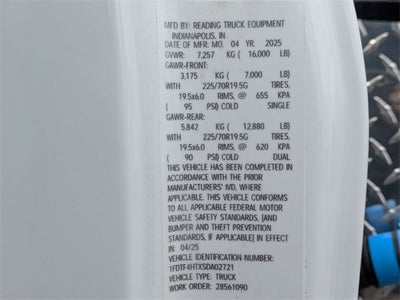 MFD BY: READING TRUCK EQUIPMENT
INDIANAPOLIS, IN
DATE OF MFR: MO. 04 YR. 2025
GVWR: 7,257 KG ( 16,000 LB)
GAWR-FRONT:
3,175 KG ( 7,000 LB)
WITH 225/70R19.5G TIRES,
19.5x6.0 RIMS, @ 655 KPA
( 95 PSI) COLD SINGLE
GAWR-REAR:
5,842 KG ( 12,880 LB)
WITH 225/70R19.5G TIRES,
19.5x6.0 RIMS, @ 620 KPA
( 90 PSI) COLD DUAL
THIS VEHICLE HAS BEEN COMPLETED IN
ACCORDANCE WITH THE PRIOR
MANUFACTURERS' IVD, WHERE
APPLICABLE. THIS VEHICLE CONFORMS
TO ALL APPLICABLE FEDERAL MOTOR
VEHICLE SAFETY STANDARDS, [AND
BUMPER AND THEFT PREVENTION
STANDARDS, IF APPLICABLE] IN EFFECT
IN 04/25
VEHICLE IDENTIFICATION NUMBER:
1FDTF4HTXSDA02721
VEHICLE TYPE: TRUCK
WORK ORDER NUMBER: 28561090